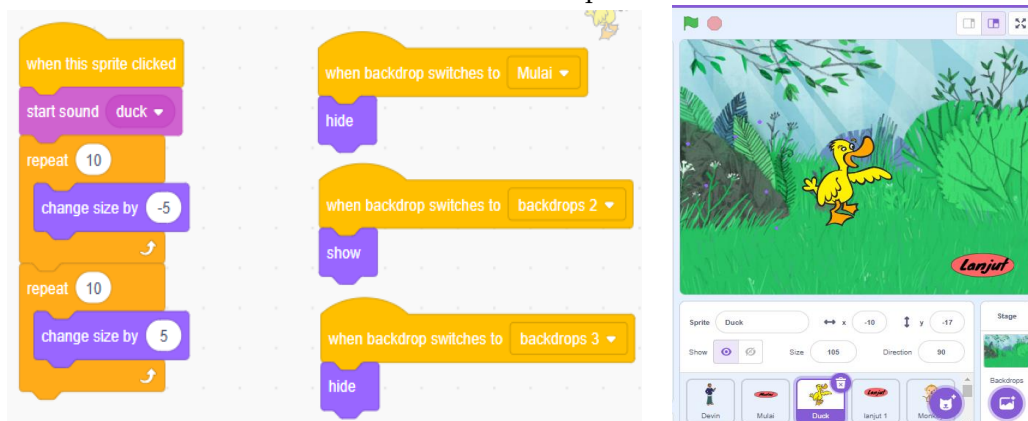 when this sprite clicked
start sound duck
repeat 10
change size by -5
repeat 10
change size by 5
when backdrop switches to Mulai
hide
when backdrop switches to backdrops 2
show
when backdrop switches to backdrops 3
hide
Lanjut
Sprite Duck x -10 y -17
Show Size 105 Direction 90
Devin Mulai Duck lanjut 1
Stage
Backdrops